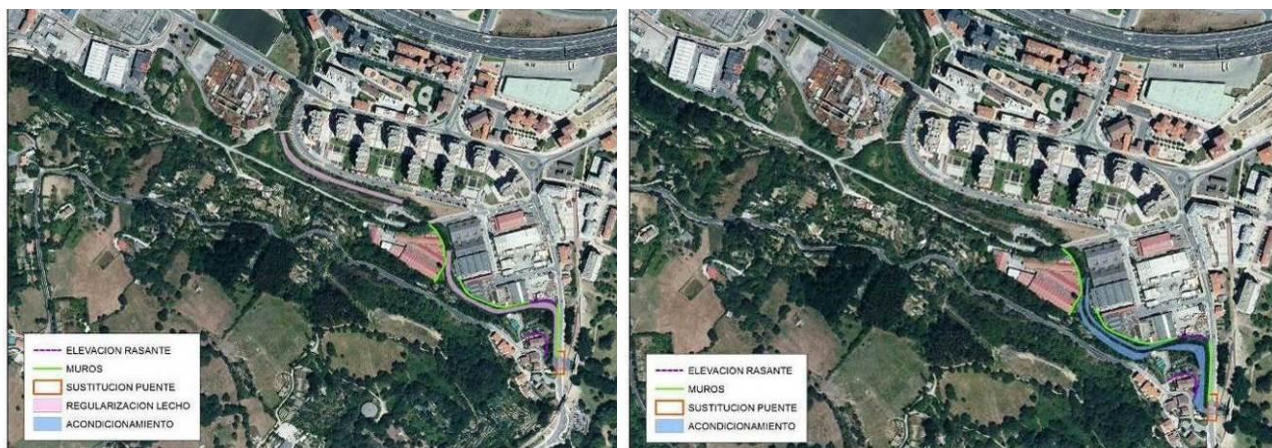 ELEVACION RASANTE
MUROS
SUSTITUCION PUENTE
REGULARIZACION LECHO
ACONDICIONAMIENTO
ELEVACION RASANTE
MUROS
SUSTITUCION PUENTE
ACONDICIONAMIENTO